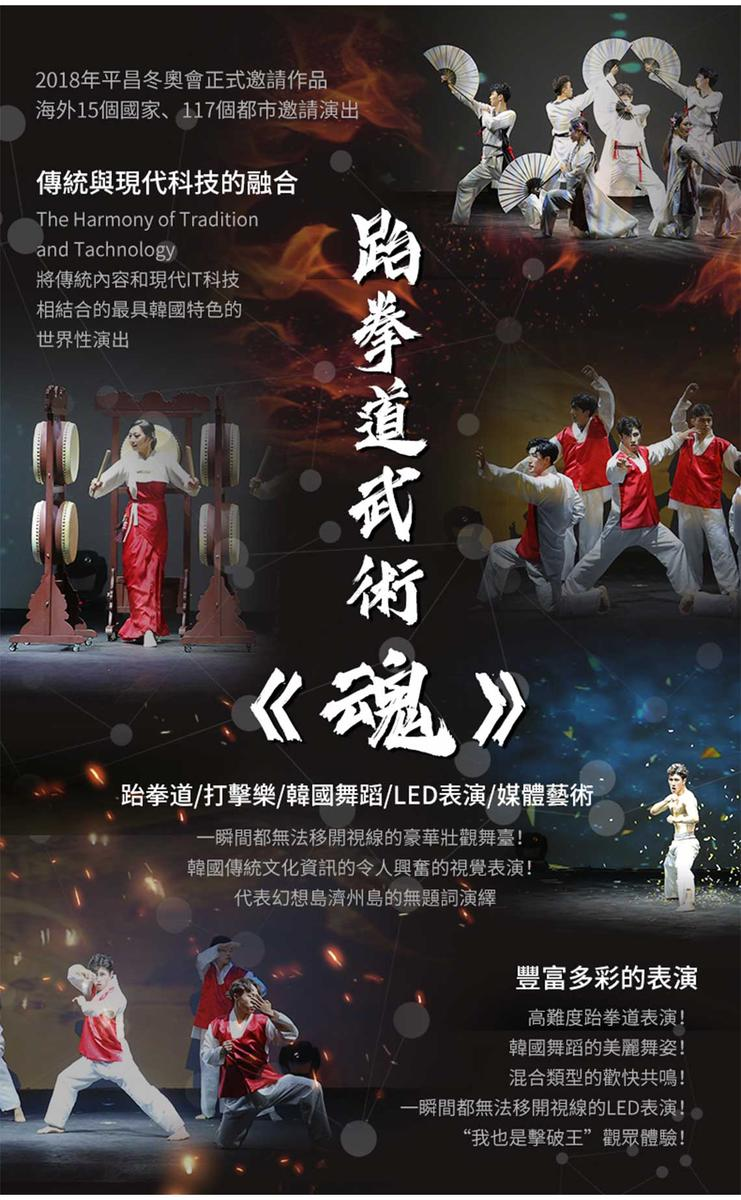 2018年平昌冬奧會正式邀請作品
海外15個國家、117個都市邀請演出
傳統與現代科技的融合
The Harmony of Tradition
and Tachnology
將傳統內容和現代IT科技
相結合的最具韓國特色的
世界性演出
跆拳道武術
《魂》
跆拳道/打擊樂/韓國舞蹈/LED表演/媒體藝術
一瞬間都無法移開視線的豪華壯觀舞臺!
韓國傳統文化資訊的令人興奮的視覺表演!
代表幻想島濟州島的無題詞演繹
豐富多彩的表演
高難度跆拳道表演!
韓國舞蹈的美麗舞姿!
混合類型的歡快共鳴!
一瞬間都無法移開視線的LED表演!
“我也是擊破王”觀眾體驗!